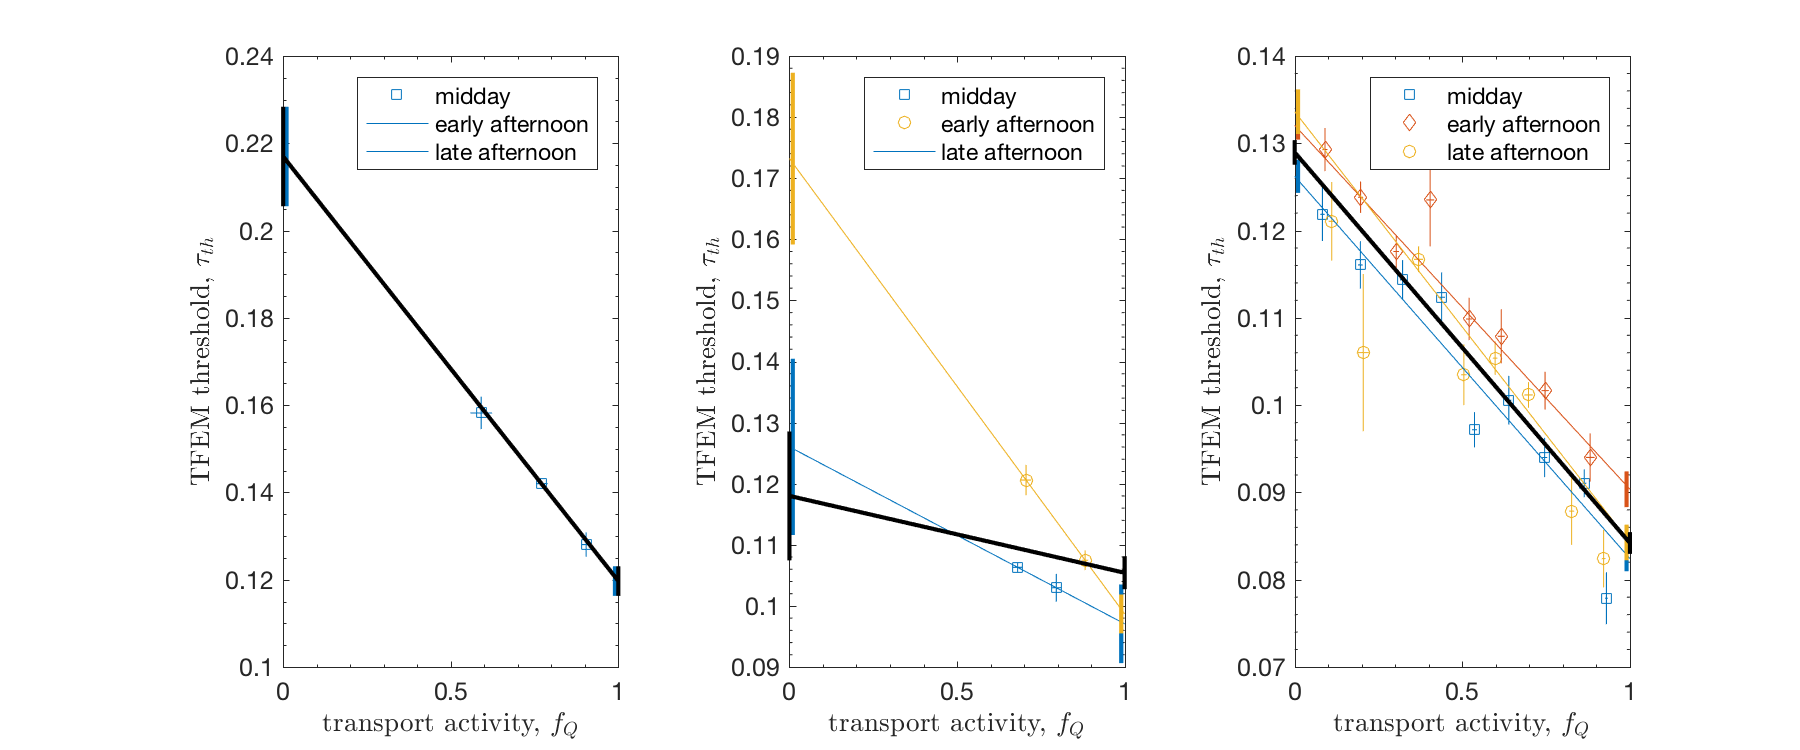 0.24
0.22
0.2
0.18
0.16
0.14
0.12
0.1
0
0.5
1
TFEM threshold, τth
transport activity, fQ
midday
early afternoon
late afternoon
0.19
0.18
0.17
0.16
0.15
0.14
0.13
0.12
0.11
0.1
0.09
0
0.5
1
TFEM threshold, τth
transport activity, fQ
midday
early afternoon
late afternoon
0.14
0.13
0.12
0.11
0.1
0.09
0.08
0.07
0
0.5
1
TFEM threshold, τth
transport activity, fQ
midday
early afternoon
late afternoon